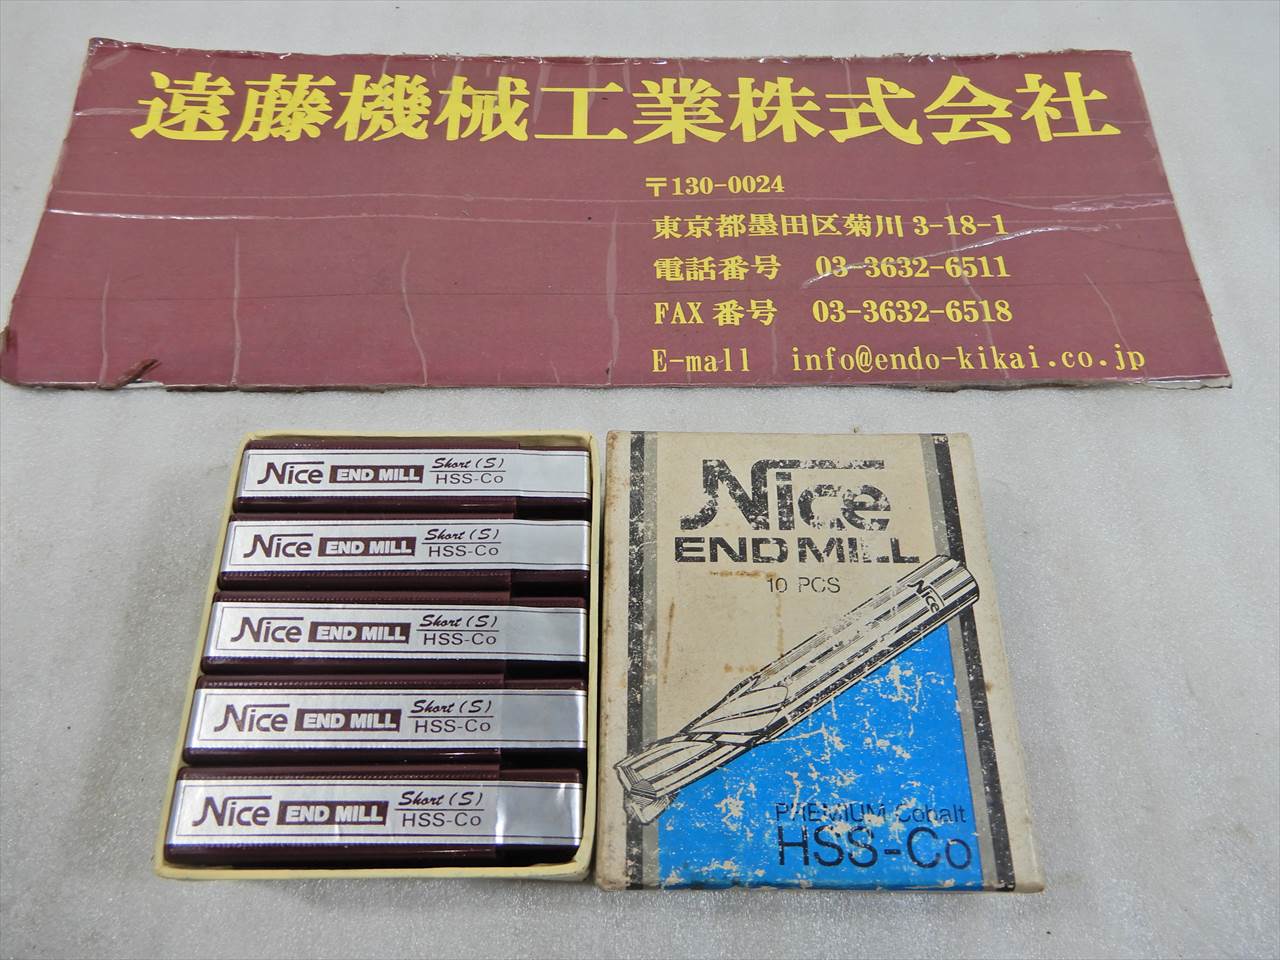 遠藤機械工業株式会社
〒130-0024
東京都墨田区菊川 3-18-1
電話番号 03-3632-6511
FAX 番号 03-3632-6518
E-mall info@endo-kikai.co.jp
Nice END MILL Short (S) HSS-Co
Nice END MILL Short (S) HSS-Co
Nice END MILL Short (S) HSS-Co
Nice END MILL Short (S) HSS-Co
Nice END MILL Short (S) HSS-Co
Nice
END MILL
10 PCS
Nice
PREMIUM Cobalt
HSS-Co